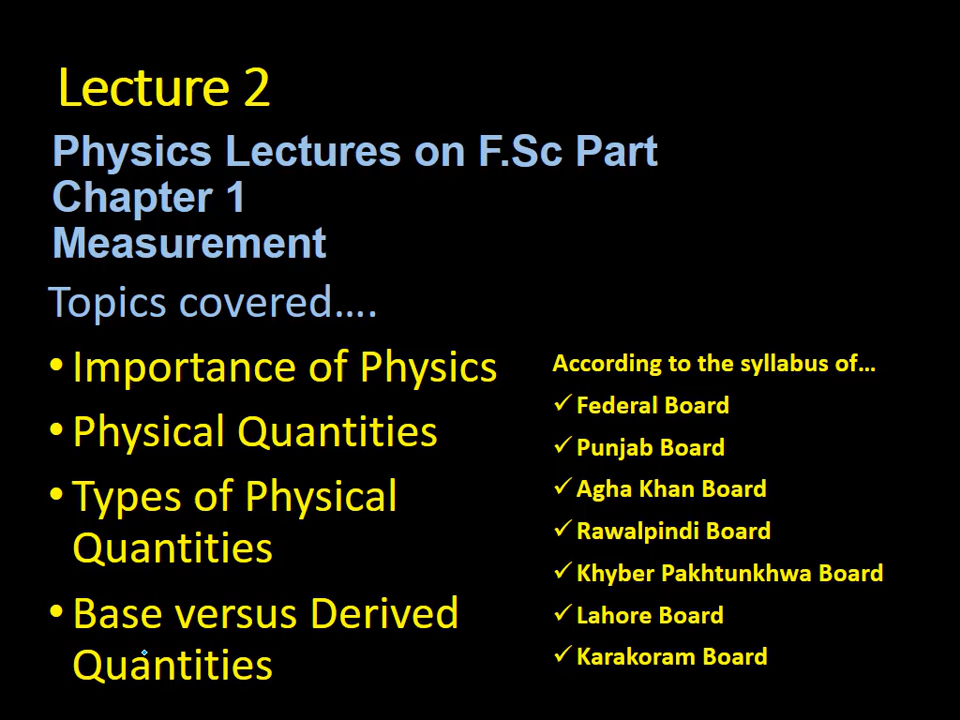 Lecture 2
Physics Lectures on F.Sc Part
Chapter 1
Measurement
Topics covered….
• Importance of Physics
• Physical Quantities
• Types of Physical
Quantities
• Base versus Derived
Quantities
According to the syllabus of…
✓ Federal Board
✓ Punjab Board
✓ Agha Khan Board
✓ Rawalpindi Board
✓ Khyber Pakhtunkhwa Board
✓ Lahore Board
✓ Karakoram Board